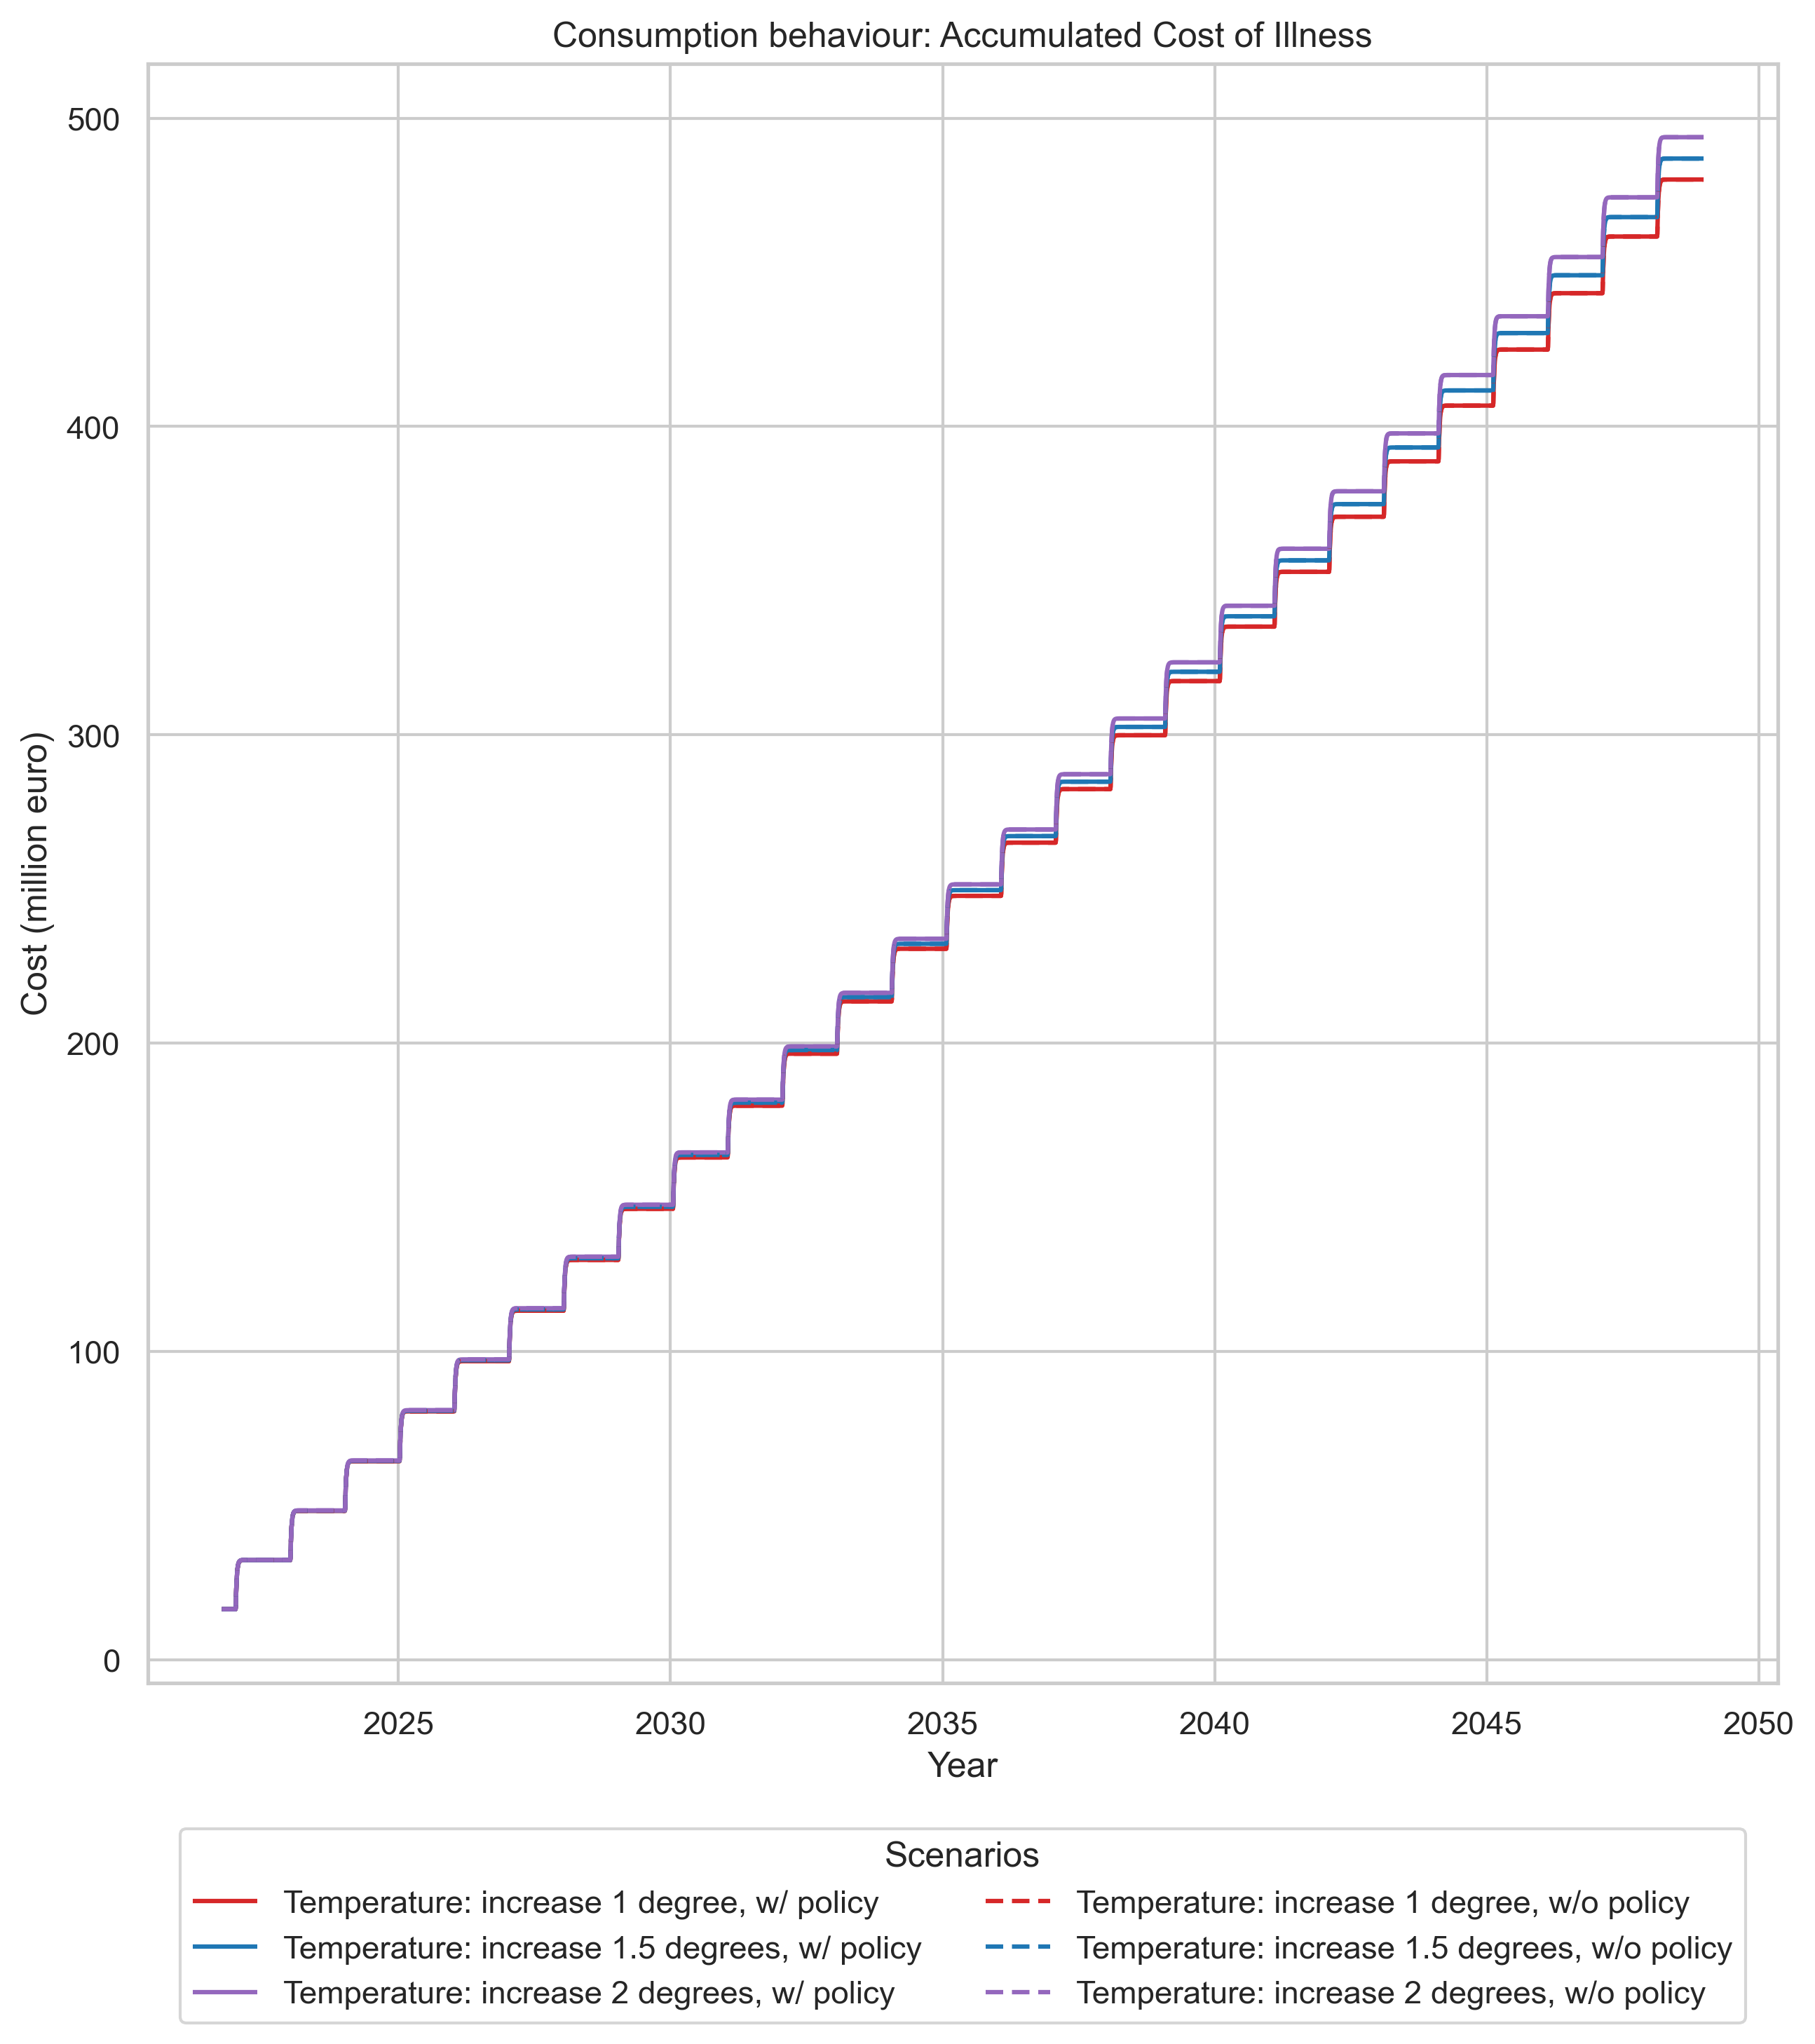 Consumption behaviour: Accumulated Cost of Illness
500
400
300
200
100
0
Cost (million euro)
2025 2030 2035 2040 2045 2050
Year
Scenarios
Temperature: increase 1 degree, w/ policy Temperature: increase 1 degree, w/o policy
Temperature: increase 1.5 degrees, w/ policy Temperature: increase 1.5 degrees, w/o policy
Temperature: increase 2 degrees, w/ policy Temperature: increase 2 degrees, w/o policy